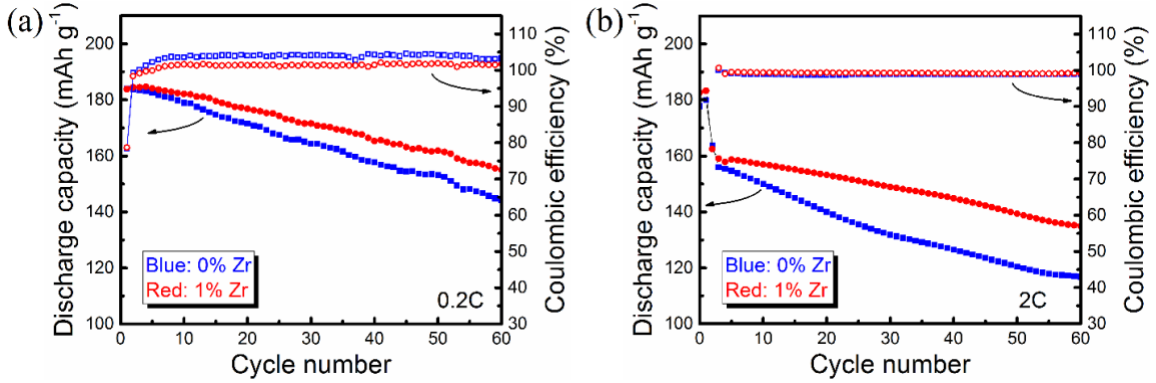 (a)
Discharge capacity (mAh g⁻¹)
200
180
160
140
120
100
0 10 20 30 40 50 60
Cycle number
110
100
90
80
70
60
50
40
30
Coulombic efficiency (%)
Blue: 0% Zr
Red: 1% Zr
0.2C
(b)
Discharge capacity (mAh g⁻¹)
200
180
160
140
120
100
0 10 20 30 40 50 60
Cycle number
110
100
90
80
70
60
50
40
30
Coulombic efficiency (%)
Blue: 0% Zr
Red: 1% Zr
2C